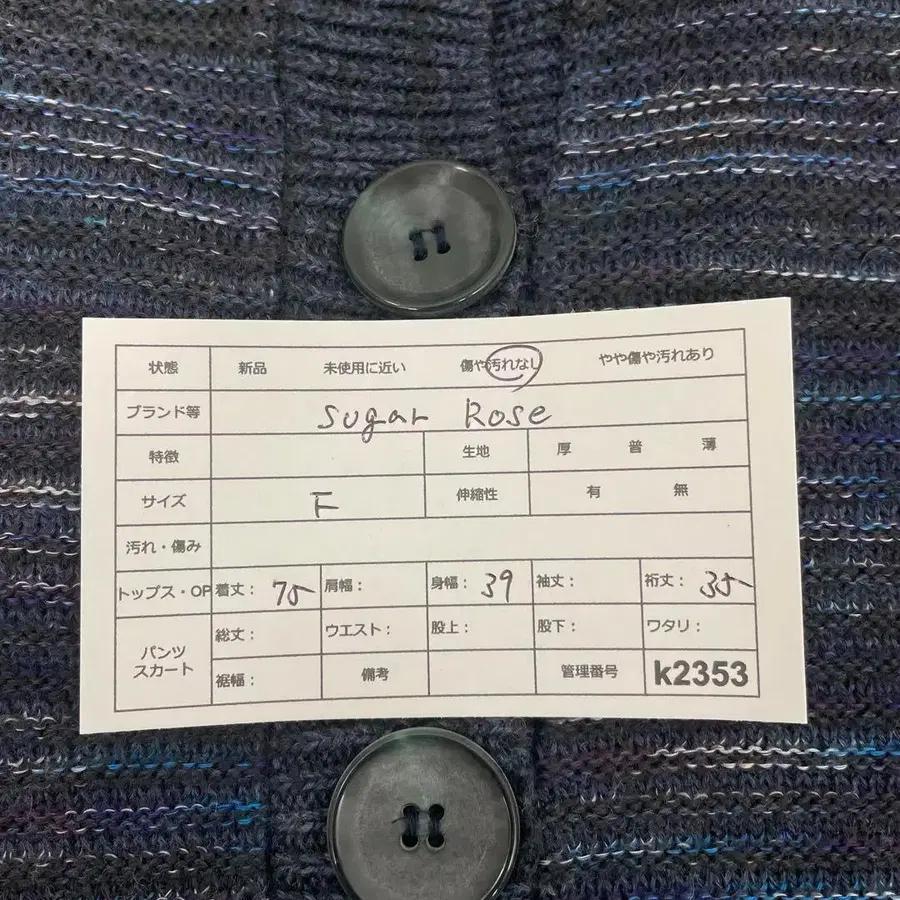 状態 新品 未使用に近い 傷や汚れなし やや傷や汚れあり
ブランド等 Sugar Rose
特徴 生地 厚 普 薄
サイズ F 伸縮性 有 無
汚れ・傷み
トップス・OP 着丈： 75 肩幅： 身幅： 39 袖丈： 裄丈： 35
パンツ スカート 総丈： ウエスト： 股上： 股下： ワタリ：
裾幅： 備考 管理番号 k2353